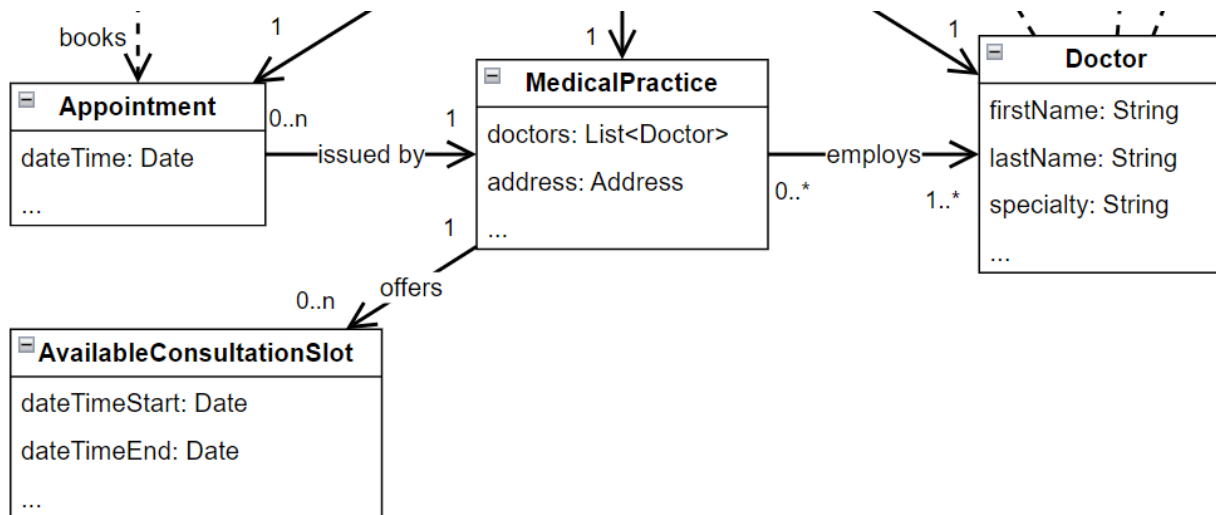 books
1
1
1
Appointment
dateTime: Date
...
0..n
issued by
1
MedicalPractice
doctors: List<Doctor>
address: Address
...
employs
0..*
1..*
Doctor
firstName: String
lastName: String
specialty: String
...
1
offers
0..n
AvailableConsultationSlot
dateTimeStart: Date
dateTimeEnd: Date
...